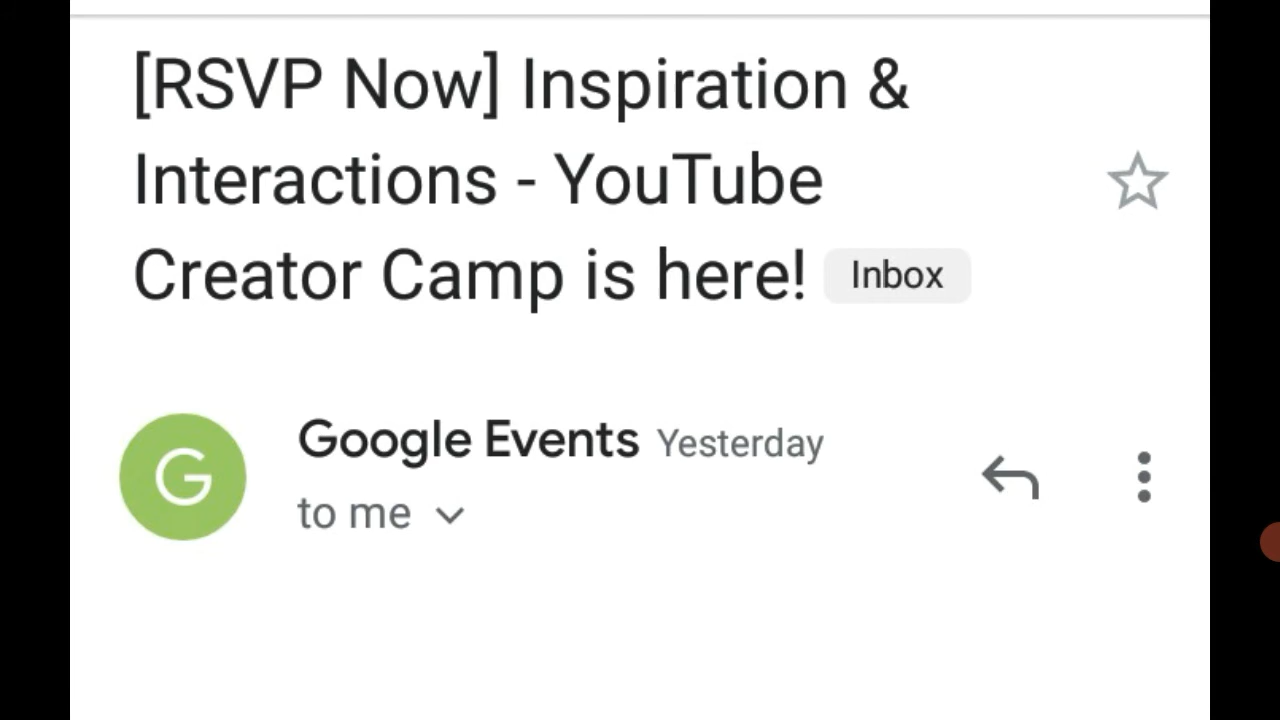 [RSVP Now] Inspiration &
Interactions - YouTube
Creator Camp is here! Inbox
G
Google Events Yesterday
to me